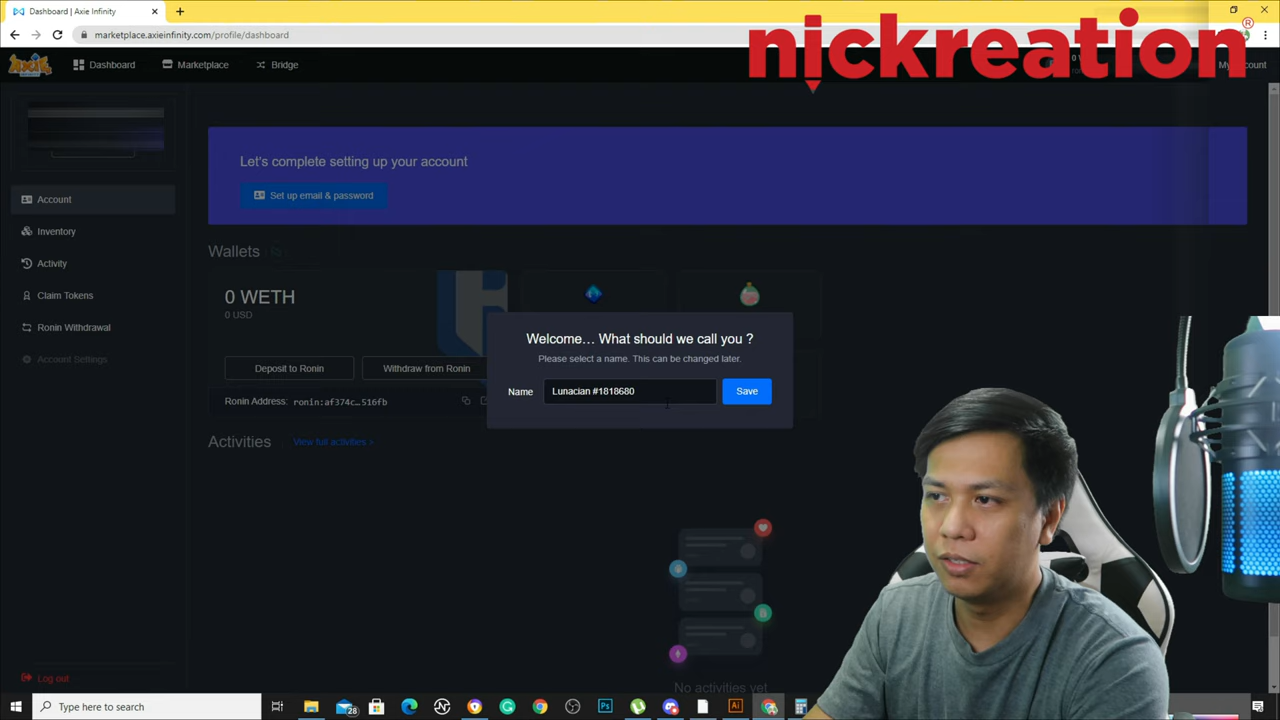 Dashboard | Axie Infinity
marketplace.axieinfinity.com/profile/dashboard
nickreation
®
Dashboard
Marketplace
Bridge
Let's complete setting up your account
Set up email & password
Account
Inventory
Activity
Claim Tokens
Ronin Withdrawal
Account Settings
Log out
Wallets
0 WETH
0 USD
Deposit to Ronin
Withdraw from Ronin
Ronin Address: ronin:af374c…516fb
Welcome… What should we call you ?
Please select a name. This can be changed later.
Name
Lunacian #1818680
Save
Activities
View full activities >
No activities yet
Type here to search
28
Ps
Ai